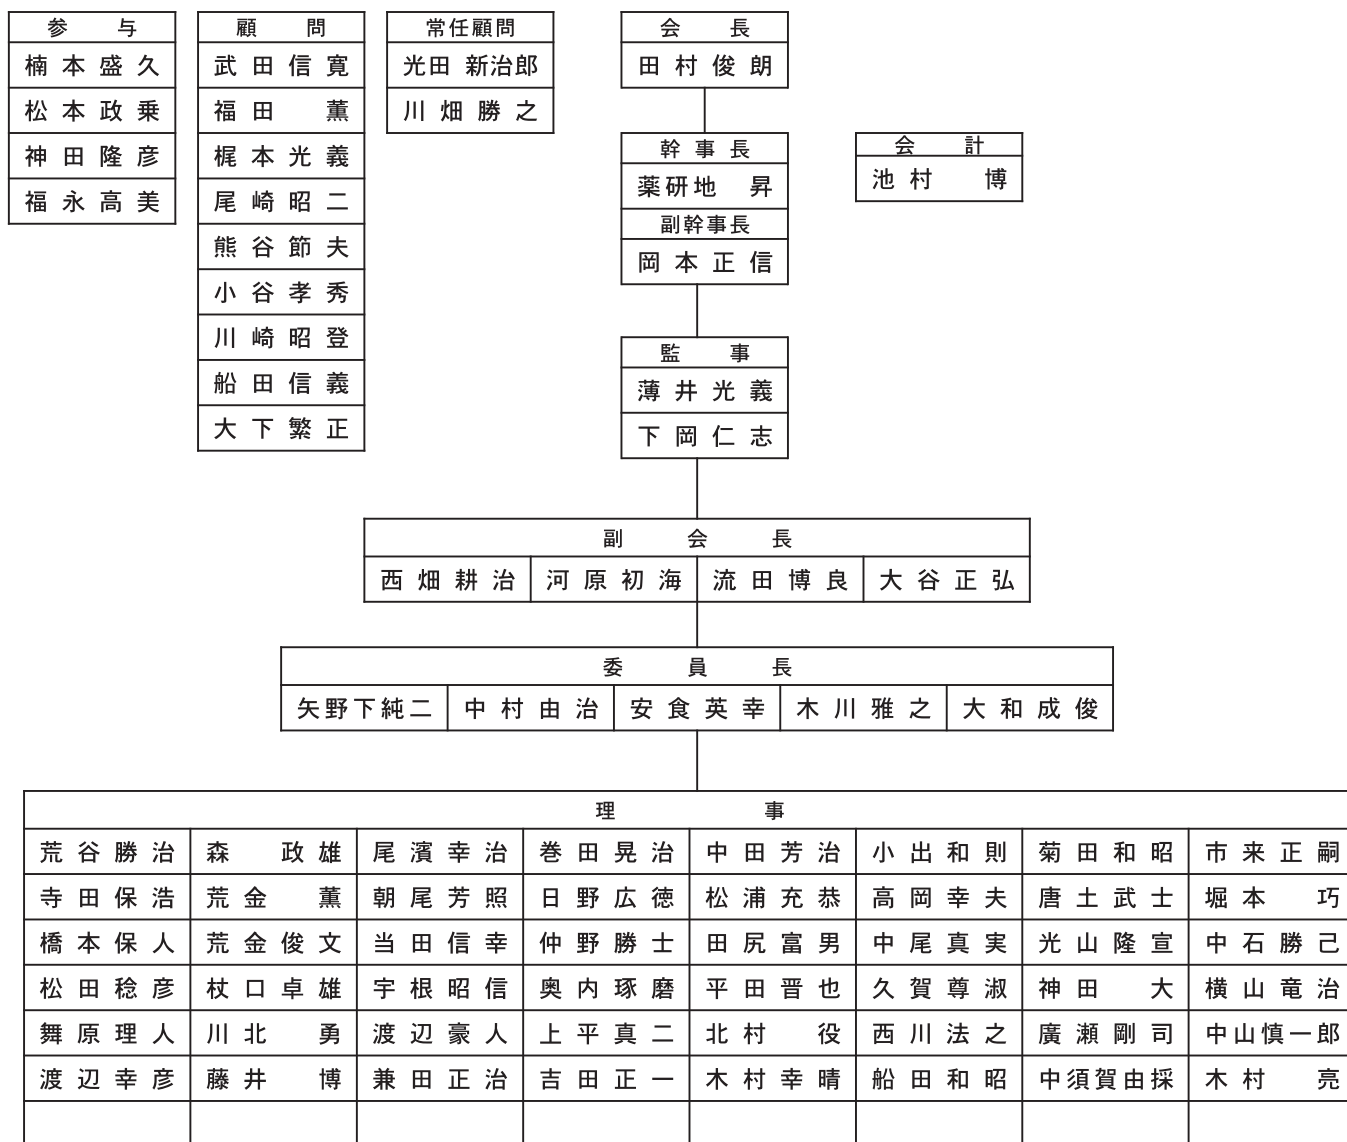 参与
楠本盛久
松本政乗
神田隆彦
福永高美
顧問
武田信寛
福田 薫
梶本光義
尾崎昭二
熊谷節夫
小谷孝秀
川崎昭登
船田信義
大下繁正
常任顧問
光田 新治郎
川畑勝之
会長
田村俊朗
幹事長
薬研地 昇
副幹事長
岡本正信
会計
池村 博
監事
薄井光義
下岡仁志
副会長
西畑耕治 河原初海 流田博良 大谷正弘
委員長
矢野下純二 中村由治 安食英幸 木川雅之 大和成俊
理事
荒谷勝治 森 政雄 尾濱幸治 巻田晃治 中田芳治 小出和則 菊田和昭 市来正嗣
寺田保浩 荒金 薫 朝尾芳照 日野広徳 松浦充恭 高岡幸夫 唐土武士 堀本 巧
橋本保人 荒金俊文 当田信幸 仲野勝士 田尻富男 中尾真実 光山隆宣 中石勝己
松田稔彦 杖口卓雄 宇根昭信 奥内琢磨 平田晋也 久賀尊淑 神田 大 横山竜治
舞原理人 川北 勇 渡辺豪人 上平真二 北村 役 西川法之 廣瀬剛司 中山慎一郎
渡辺幸彦 藤井 博 兼田正治 吉田正一 木村幸晴 船田和昭 中須賀由採 木村 亮